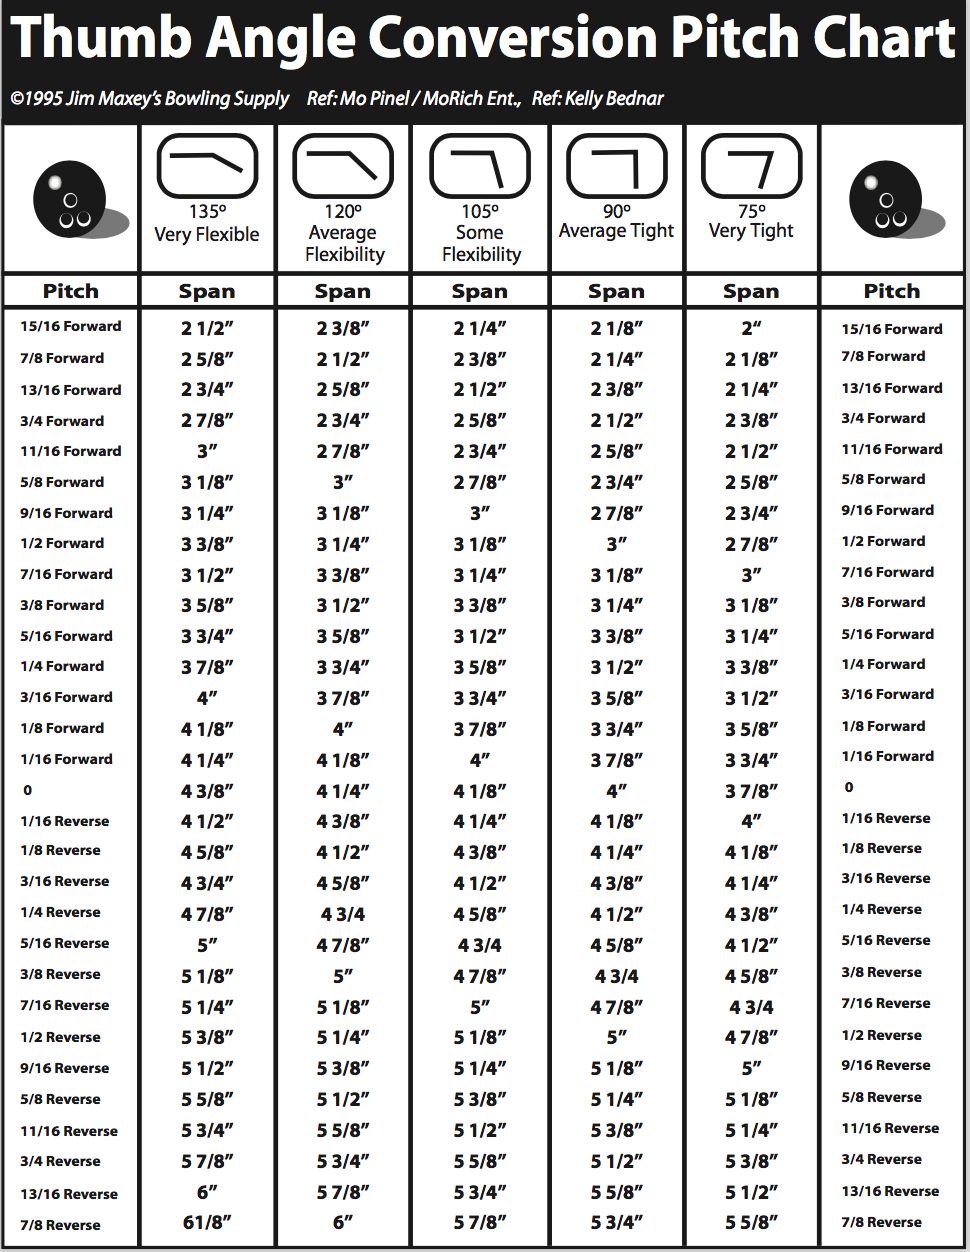 Thumb Angle Conversion Pitch Chart
©1995 Jim Maxey's Bowling Supply Ref: Mo Pinel / MoRich Ent., Ref: Kelly Bednar
135º 120º 105º 90º 75º
Very Flexible Average Some Average Tight Very Tight
Flexibility Flexibility
Pitch Span Span Span Span Span Pitch
15/16 Forward 2 1/2” 2 3/8” 2 1/4” 2 1/8” 2“ 15/16 Forward
7/8 Forward 2 5/8” 2 1/2” 2 3/8” 2 1/4” 2 1/8” 7/8 Forward
13/16 Forward 2 3/4” 2 5/8” 2 1/2” 2 3/8” 2 1/4” 13/16 Forward
3/4 Forward 2 7/8” 2 3/4” 2 5/8” 2 1/2” 2 3/8” 3/4 Forward
11/16 Forward 3” 2 7/8” 2 3/4” 2 5/8” 2 1/2” 11/16 Forward
5/8 Forward 3 1/8” 3” 2 7/8” 2 3/4” 2 5/8” 5/8 Forward
9/16 Forward 3 1/4” 3 1/8” 3” 2 7/8” 2 3/4” 9/16 Forward
1/2 Forward 3 3/8” 3 1/4” 3 1/8” 3” 2 7/8” 1/2 Forward
7/16 Forward 3 1/2” 3 3/8” 3 1/4” 3 1/8” 3” 7/16 Forward
3/8 Forward 3 5/8” 3 1/2” 3 3/8” 3 1/4” 3 1/8” 3/8 Forward
5/16 Forward 3 3/4” 3 5/8” 3 1/2” 3 3/8” 3 1/4” 5/16 Forward
1/4 Forward 3 7/8” 3 3/4” 3 5/8” 3 1/2” 3 3/8” 1/4 Forward
3/16 Forward 4” 3 7/8” 3 3/4” 3 5/8” 3 1/2” 3/16 Forward
1/8 Forward 4 1/8” 4” 3 7/8” 3 3/4” 3 5/8” 1/8 Forward
1/16 Forward 4 1/4” 4 1/8” 4” 3 7/8” 3 3/4” 1/16 Forward
0 4 3/8” 4 1/4” 4 1/8” 4” 3 7/8” 0
1/16 Reverse 4 1/2” 4 3/8” 4 1/4” 4 1/8” 4” 1/16 Reverse
1/8 Reverse 4 5/8” 4 1/2” 4 3/8” 4 1/4” 4 1/8” 1/8 Reverse
3/16 Reverse 4 3/4” 4 5/8” 4 1/2” 4 3/8” 4 1/4” 3/16 Reverse
1/4 Reverse 4 7/8” 4 3/4 4 5/8” 4 1/2” 4 3/8” 1/4 Reverse
5/16 Reverse 5” 4 7/8” 4 3/4 4 5/8” 4 1/2” 5/16 Reverse
3/8 Reverse 5 1/8” 5” 4 7/8” 4 3/4 4 5/8” 3/8 Reverse
7/16 Reverse 5 1/4” 5 1/8” 5” 4 7/8” 4 3/4 7/16 Reverse
1/2 Reverse 5 3/8” 5 1/4” 5 1/8” 5” 4 7/8” 1/2 Reverse
9/16 Reverse 5 1/2” 5 3/8” 5 1/4” 5 1/8” 5” 9/16 Reverse
5/8 Reverse 5 5/8” 5 1/2” 5 3/8” 5 1/4” 5 1/8” 5/8 Reverse
11/16 Reverse 5 3/4” 5 5/8” 5 1/2” 5 3/8” 5 1/4” 11/16 Reverse
3/4 Reverse 5 7/8” 5 3/4” 5 5/8” 5 1/2” 5 3/8” 3/4 Reverse
13/16 Reverse 6” 5 7/8” 5 3/4” 5 5/8” 5 1/2” 13/16 Reverse
7/8 Reverse 61/8” 6” 5 7/8” 5 3/4” 5 5/8” 7/8 Reverse